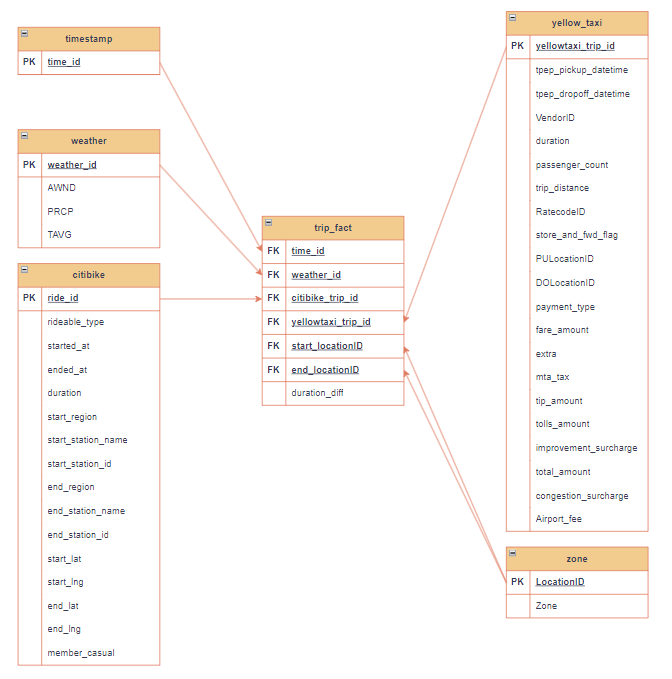 timestamp
PK time_id
weather
PK weather_id
AWND
PRCP
TAVG
citibike
PK ride_id
rideable_type
started_at
ended_at
duration
start_region
start_station_name
start_station_id
end_region
end_station_name
end_station_id
start_lat
start_lng
end_lat
end_lng
member_casual
trip_fact
FK time_id
FK weather_id
FK citibike_trip_id
FK yellowtaxi_trip_id
FK start_locationID
FK end_locationID
duration_diff
yellow_taxi
PK yellowtaxi_trip_id
tpep_pickup_datetime
tpep_dropoff_datetime
VendorID
duration
passenger_count
trip_distance
RatecodeID
store_and_fwd_flag
PULocationID
DOLocationID
payment_type
fare_amount
extra
mta_tax
tip_amount
tolls_amount
improvement_surcharge
total_amount
congestion_surcharge
Airport_fee
zone
PK LocationID
Zone